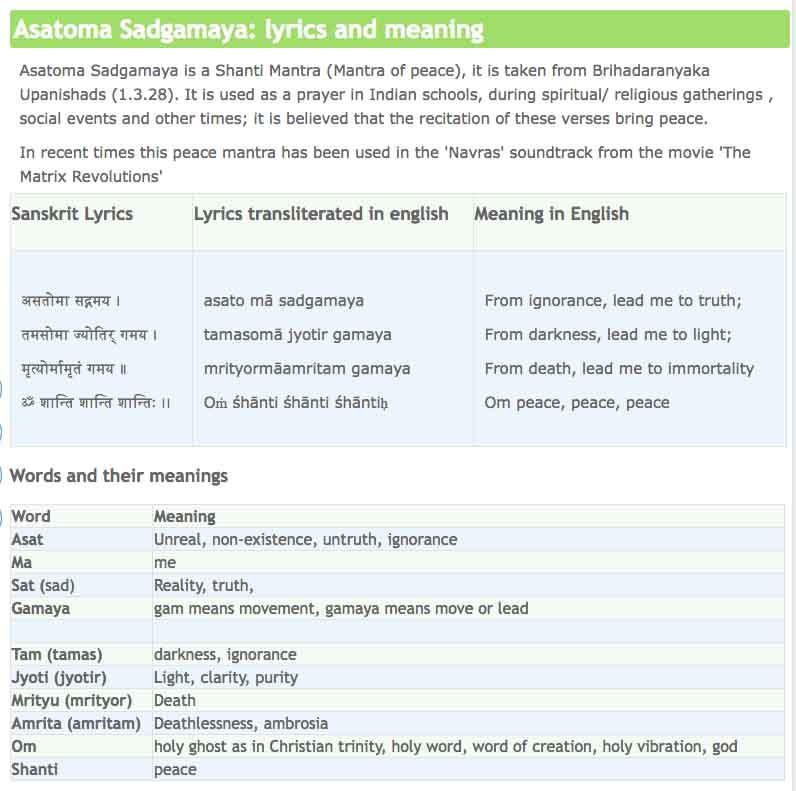 Asatoma Sadgamaya: lyrics and meaning
Asatoma Sadgamaya is a Shanti Mantra (Mantra of peace), it is taken from Brihadaranyaka
Upanishads (1.3.28). It is used as a prayer in Indian schools, during spiritual/ religious gatherings ,
social events and other times; it is believed that the recitation of these verses bring peace.
In recent times this peace mantra has been used in the 'Navras' soundtrack from the movie 'The
Matrix Revolutions'
Sanskrit Lyrics Lyrics transliterated in english Meaning in English
असतोमा सद्गमय । asato mā sadgamaya From ignorance, lead me to truth;
तमसोमा ज्योतिर् गमय । tamasomā jyotir gamaya From darkness, lead me to light;
मृत्योर्मामृतं गमय ॥ mrityormāamritam gamaya From death, lead me to immortality
ॐ शान्ति शान्ति शान्तिः ।। Oṁ śhānti śhānti śhāntiḥ Om peace, peace, peace
Words and their meanings
Word Meaning
Asat Unreal, non-existence, untruth, ignorance
Ma me
Sat (sad) Reality, truth,
Gamaya gam means movement, gamaya means move or lead
Tam (tamas) darkness, ignorance
Jyoti (jyotir) Light, clarity, purity
Mrityu (mrityor) Death
Amrita (amritam) Deathlessness, ambrosia
Om holy ghost as in Christian trinity, holy word, word of creation, holy vibration, god
Shanti peace